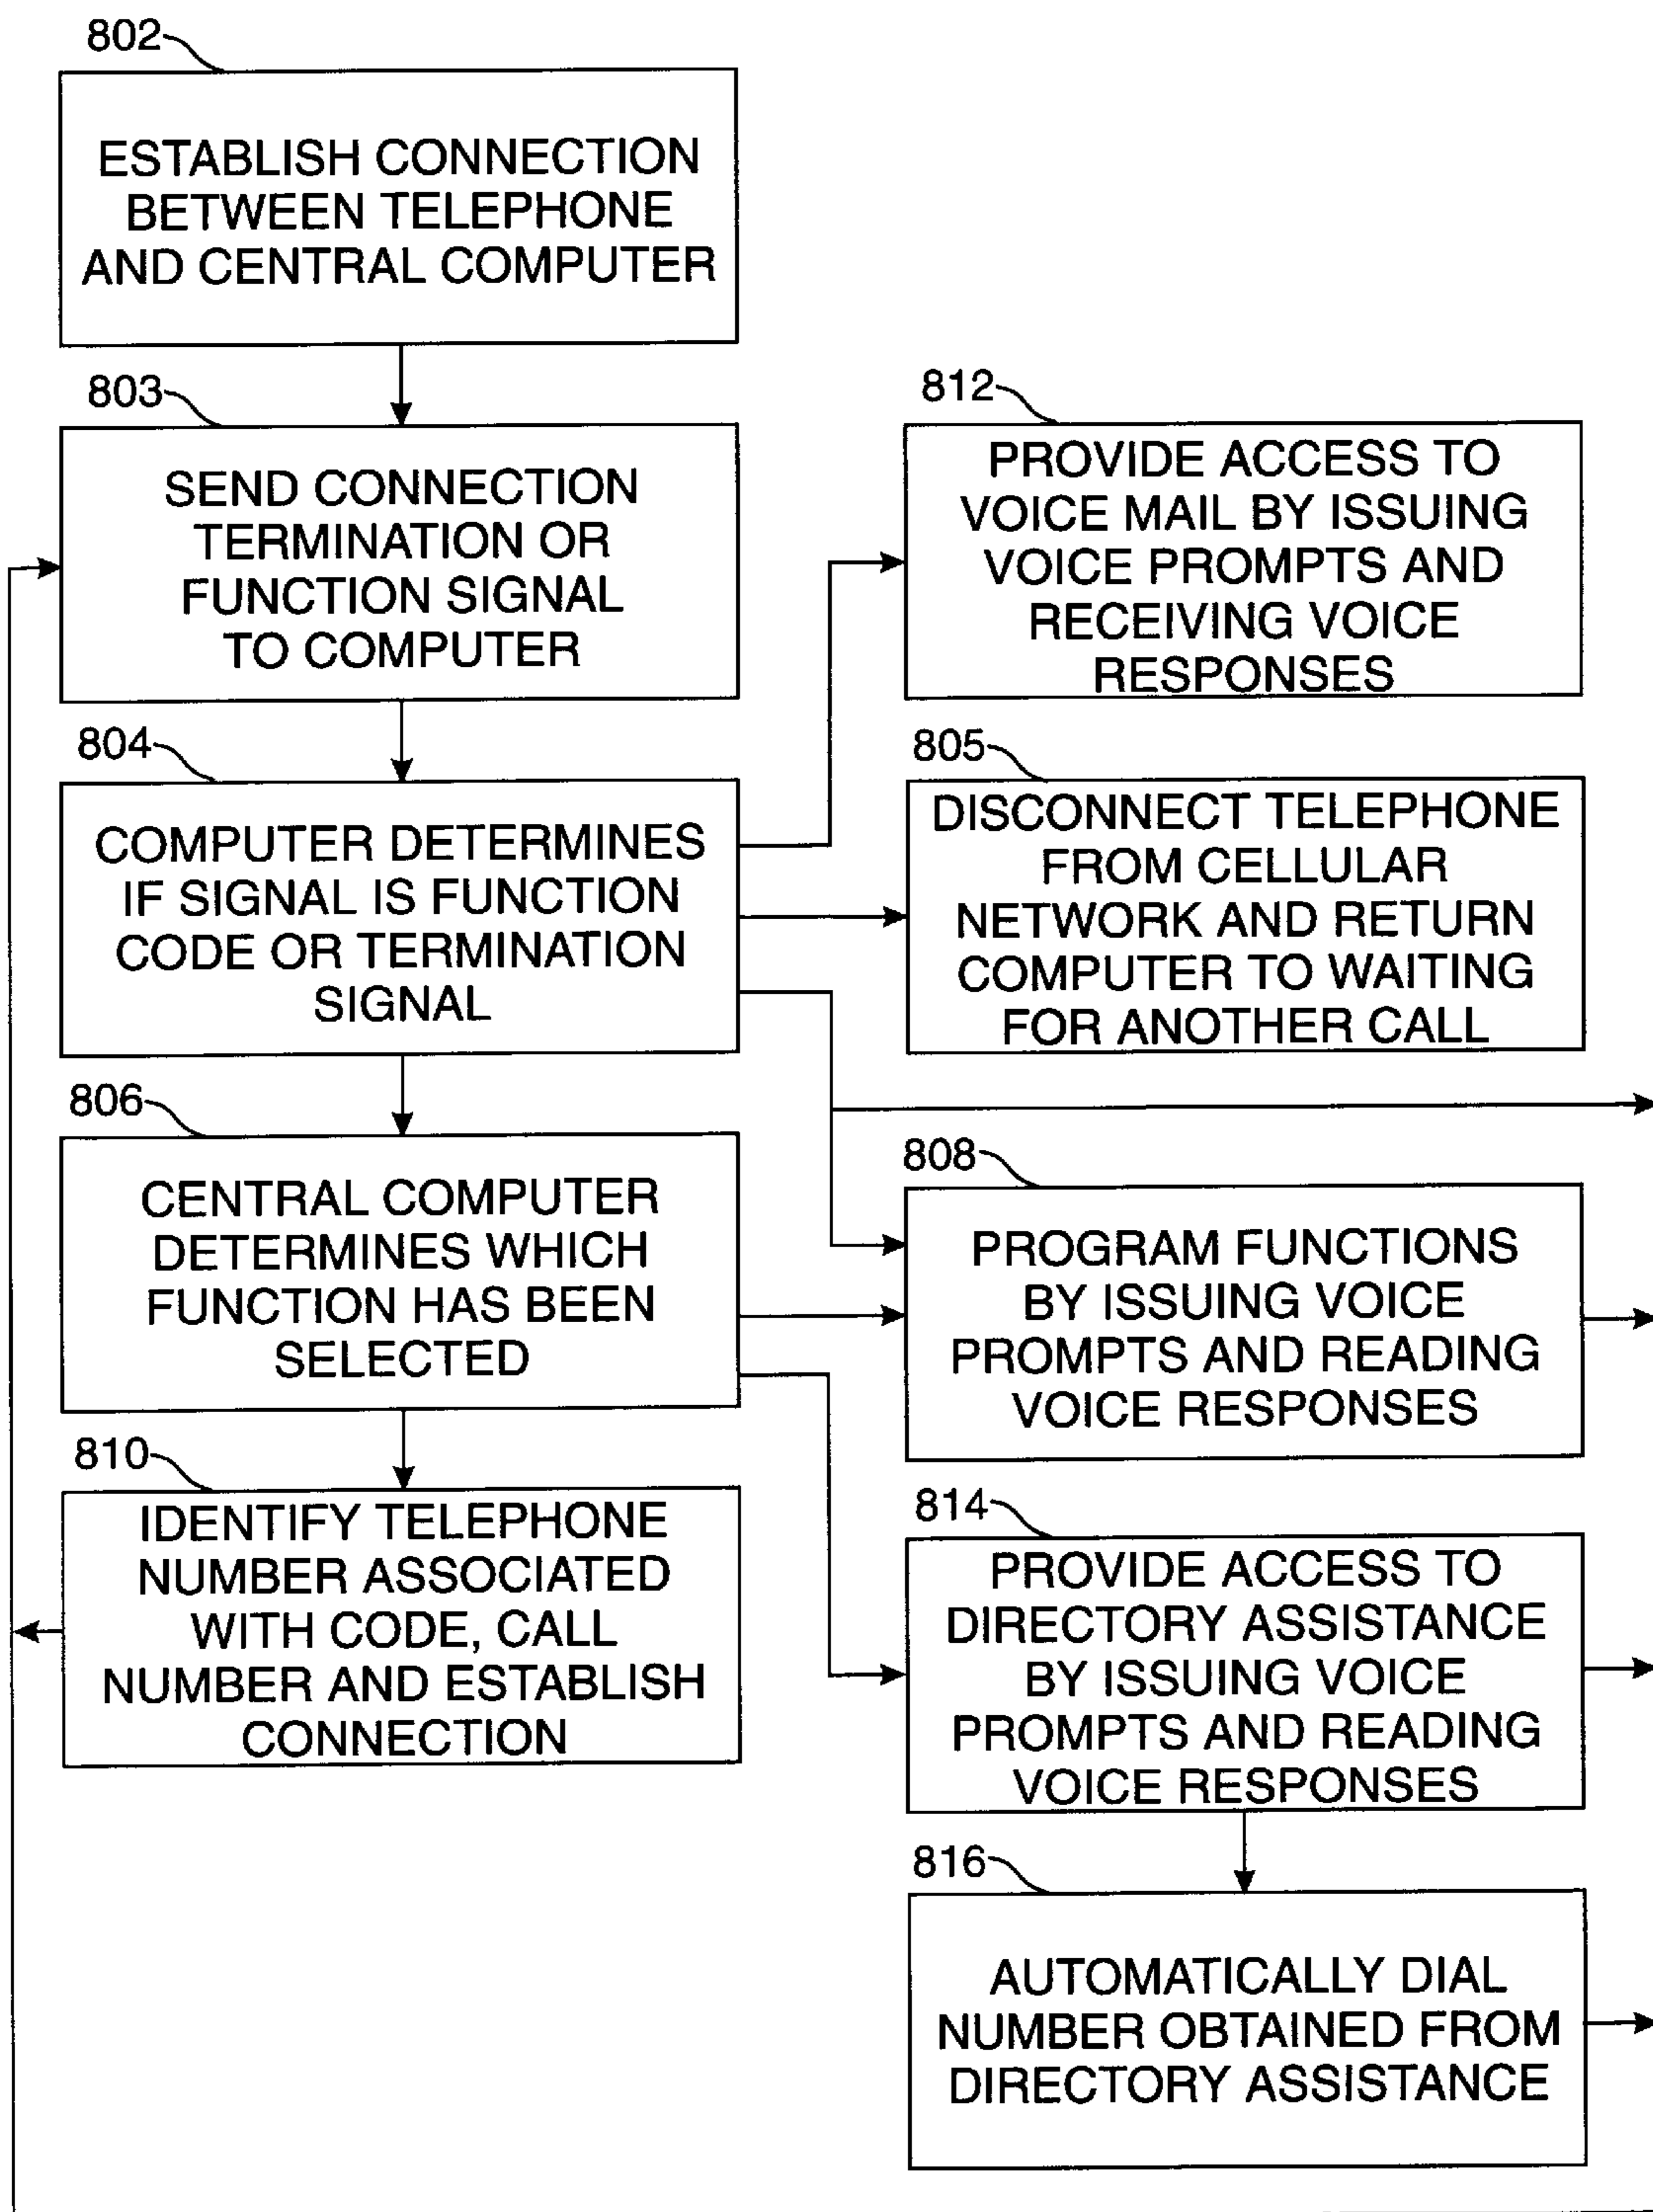 802
ESTABLISH CONNECTION
BETWEEN TELEPHONE
AND CENTRAL COMPUTER
803
SEND CONNECTION
TERMINATION OR
FUNCTION SIGNAL
TO COMPUTER
804
COMPUTER DETERMINES
IF SIGNAL IS FUNCTION
CODE OR TERMINATION
SIGNAL
806
CENTRAL COMPUTER
DETERMINES WHICH
FUNCTION HAS BEEN
SELECTED
810
IDENTIFY TELEPHONE
NUMBER ASSOCIATED
WITH CODE, CALL
NUMBER AND ESTABLISH
CONNECTION
812
PROVIDE ACCESS TO
VOICE MAIL BY ISSUING
VOICE PROMPTS AND
RECEIVING VOICE
RESPONSES
805
DISCONNECT TELEPHONE
FROM CELLULAR
NETWORK AND RETURN
COMPUTER TO WAITING
FOR ANOTHER CALL
808
PROGRAM FUNCTIONS
BY ISSUING VOICE
PROMPTS AND READING
VOICE RESPONSES
814
PROVIDE ACCESS TO
DIRECTORY ASSISTANCE
BY ISSUING VOICE
PROMPTS AND READING
VOICE RESPONSES
816
AUTOMATICALLY DIAL
NUMBER OBTAINED FROM
DIRECTORY ASSISTANCE